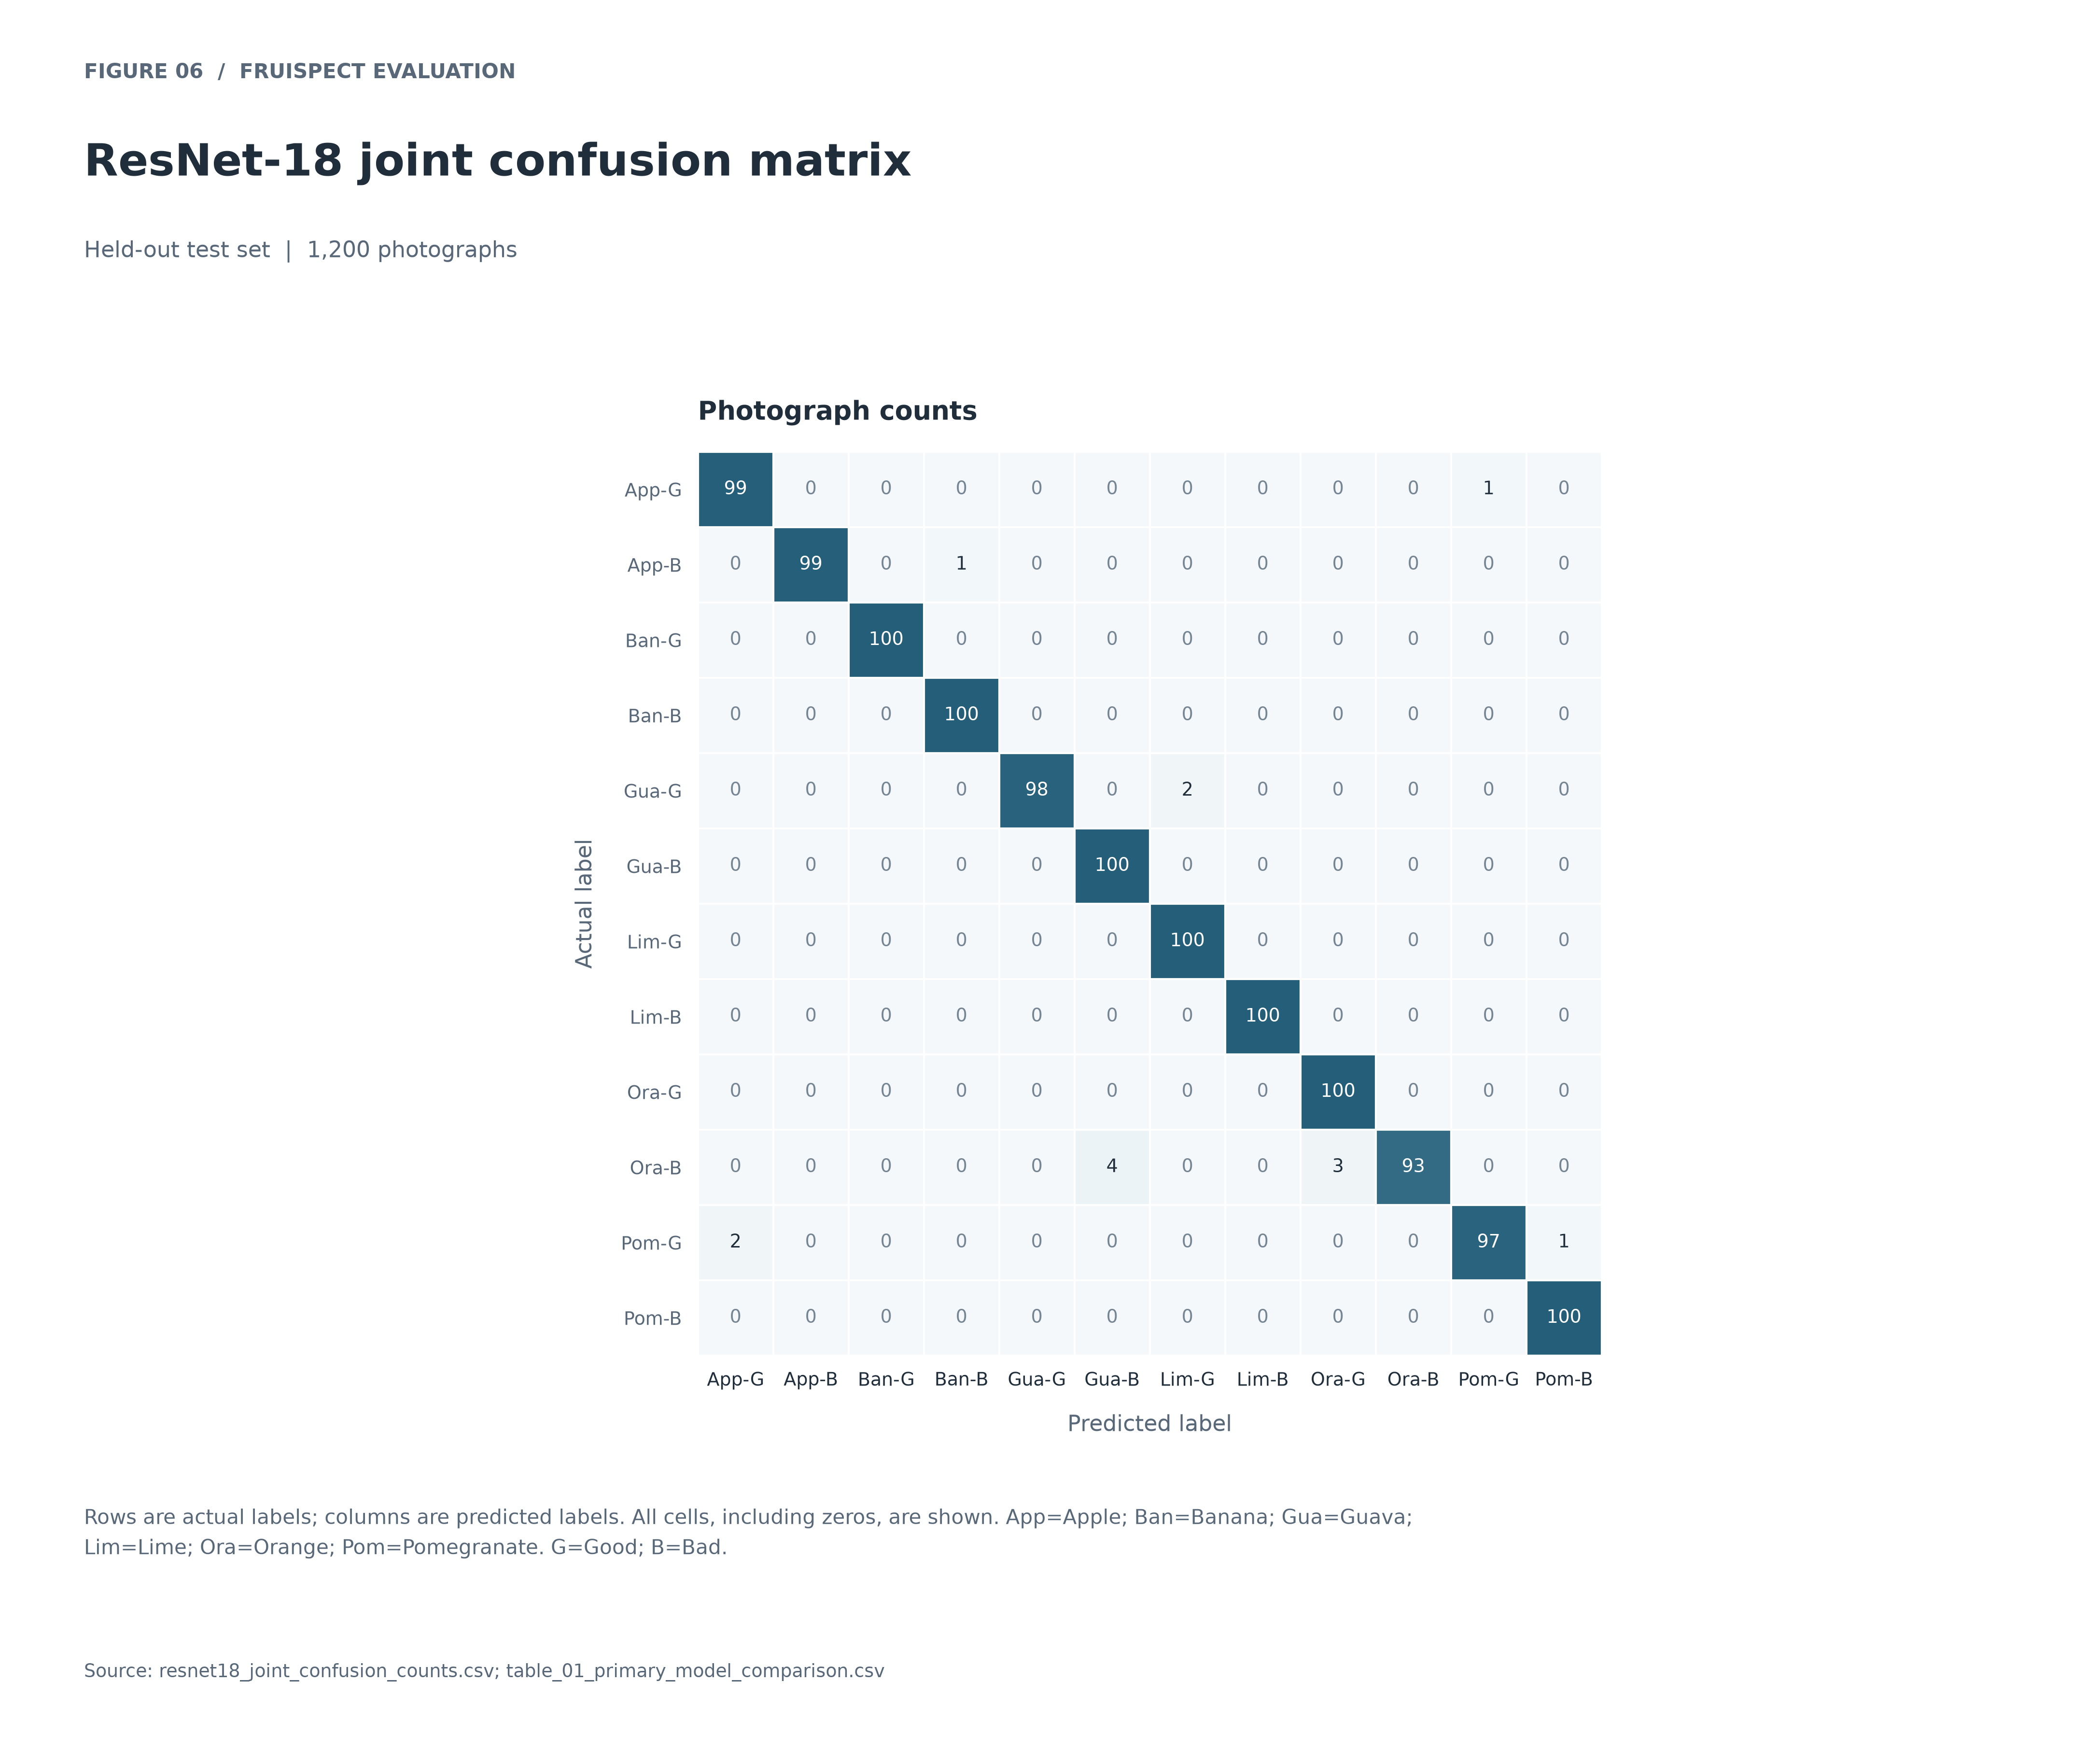 FIGURE 06 / FRUISPECT EVALUATION
ResNet-18 joint confusion matrix
Held-out test set | 1,200 photographs
Photograph counts
App-G 99 0 0 0 0 0 0 0 0 0 1 0
App-B 0 99 0 1 0 0 0 0 0 0 0 0
Ban-G 0 0 100 0 0 0 0 0 0 0 0 0
Ban-B 0 0 0 100 0 0 0 0 0 0 0 0
Gua-G 0 0 0 0 98 0 2 0 0 0 0 0
Gua-B 0 0 0 0 0 100 0 0 0 0 0 0
Lim-G 0 0 0 0 0 0 100 0 0 0 0 0
Lim-B 0 0 0 0 0 0 0 100 0 0 0 0
Ora-G 0 0 0 0 0 0 0 0 100 0 0 0
Ora-B 0 0 0 0 0 4 0 0 3 93 0 0
Pom-G 2 0 0 0 0 0 0 0 0 0 97 1
Pom-B 0 0 0 0 0 0 0 0 0 0 0 100
App-G App-B Ban-G Ban-B Gua-G Gua-B Lim-G Lim-B Ora-G Ora-B Pom-G Pom-B
Actual label
Predicted label
Rows are actual labels; columns are predicted labels. All cells, including zeros, are shown. App=Apple; Ban=Banana; Gua=Guava;
Lim=Lime; Ora=Orange; Pom=Pomegranate. G=Good; B=Bad.
Source: resnet18_joint_confusion_counts.csv; table_01_primary_model_comparison.csv